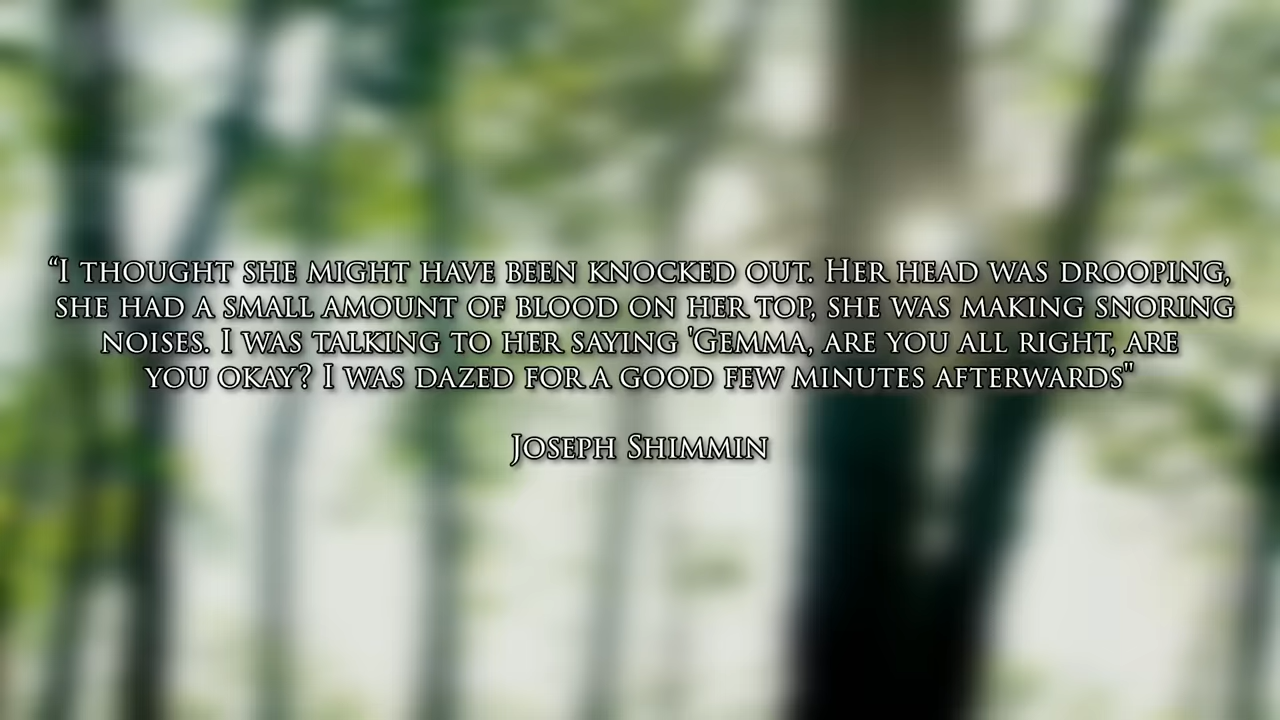 “I thought she might have been knocked out. Her head was drooping,
she had a small amount of blood on her top, she was making snoring
noises. I was talking to her saying 'Gemma, are you all right, are
you okay? I was dazed for a good few minutes afterwards"
Joseph Shimmin